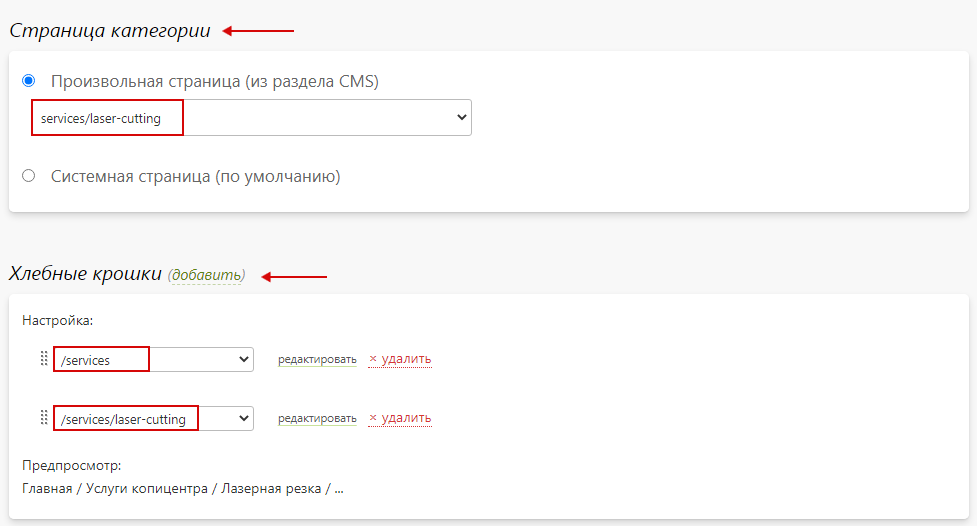 Страница категории
Произвольная страница (из раздела CMS)
services/laser-cutting
Системная страница (по умолчанию)
Хлебные крошки (добавить)
Настройка:
/services редактировать × удалить
/services/laser-cutting редактировать × удалить
Предпросмотр:
Главная / Услуги копицентра / Лазерная резка / ...